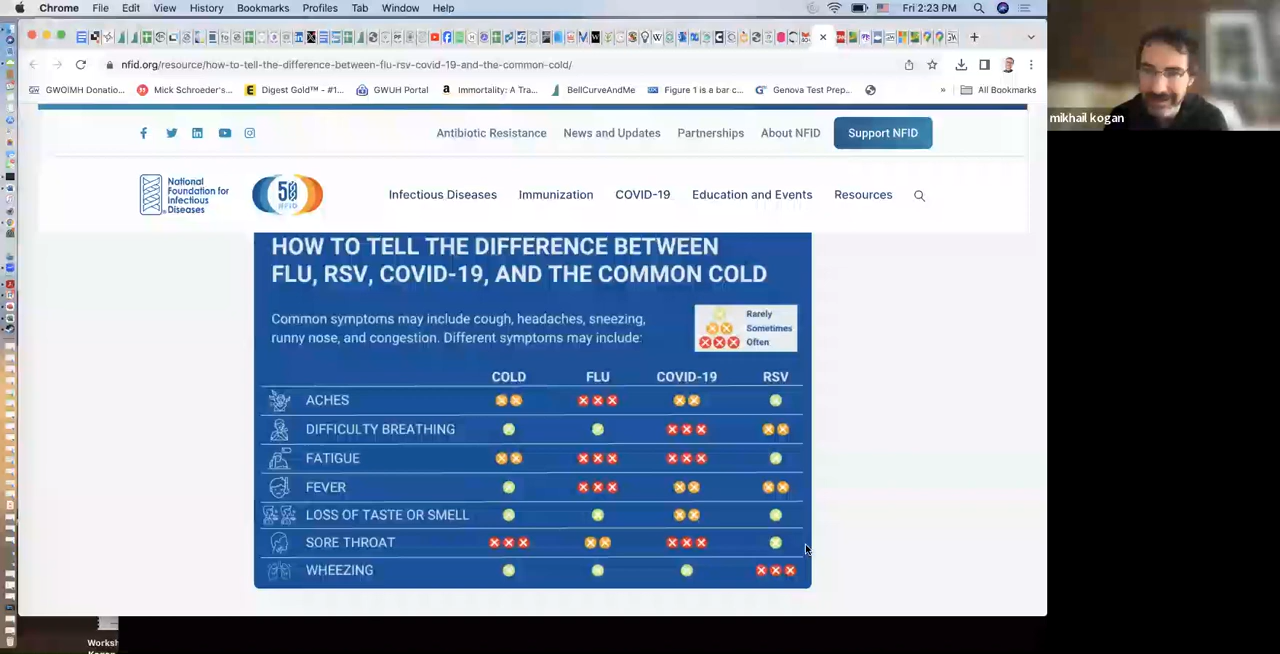 Chrome File Edit View History Bookmarks Profiles Tab Window Help Fri 2:23 PM
nfid.org/resource/how-to-tell-the-difference-between-flu-rsv-covid-19-and-the-common-cold/
GWOIMH Donatio... Mick Schroeder's... Digest Gold™ - #1... GWUH Portal Immortality: A Tra... BellCurveAndMe Figure 1 is a bar c... Genova Test Prep... » All Bookmarks
mikhail kogan
Antibiotic Resistance News and Updates Partnerships About NFID Support NFID
National
Foundation for
Infectious
Diseases
50
NFID
Infectious Diseases Immunization COVID-19 Education and Events Resources
HOW TO TELL THE DIFFERENCE BETWEEN
FLU, RSV, COVID-19, AND THE COMMON COLD
Common symptoms may include cough, headaches, sneezing,
runny nose, and congestion. Different symptoms may include:
Rarely
Sometimes
Often
COLD FLU COVID-19 RSV
ACHES
DIFFICULTY BREATHING
FATIGUE
FEVER
LOSS OF TASTE OR SMELL
SORE THROAT
WHEEZING